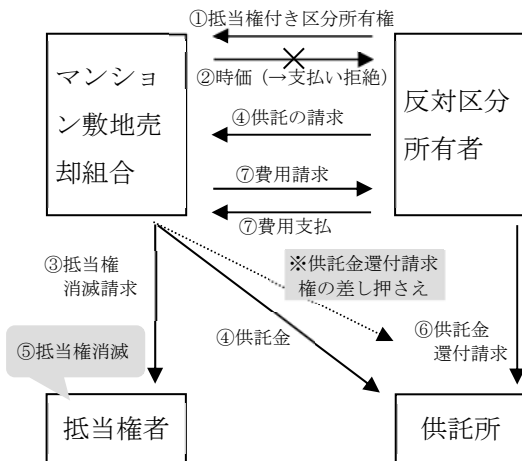 ①抵当権付き区分所有権
②時価（→支払い拒絶）
マンショ
ン敷地売
却組合
反対区分
所有者
④供託の請求
⑦費用請求
⑦費用支払
③抵当権
消滅請求
※供託金還付請求
権の差し押さえ
④供託金
⑥供託金
還付請求
⑤抵当権消滅
抵当権者
供託所